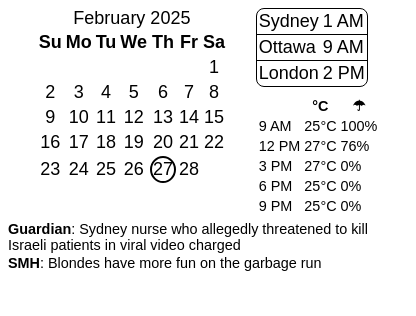 February 2025
Su Mo Tu We Th Fr Sa
1
2 3 4 5 6 7 8
9 10 11 12 13 14 15
16 17 18 19 20 21 22
23 24 25 26 27 28
Sydney 1 AM
Ottawa 9 AM
London 2 PM
°C ☂
9 AM 25°C 100%
12 PM 27°C 76%
3 PM 27°C 0%
6 PM 25°C 0%
9 PM 25°C 0%
Guardian: Sydney nurse who allegedly threatened to kill
Israeli patients in viral video charged
SMH: Blondes have more fun on the garbage run